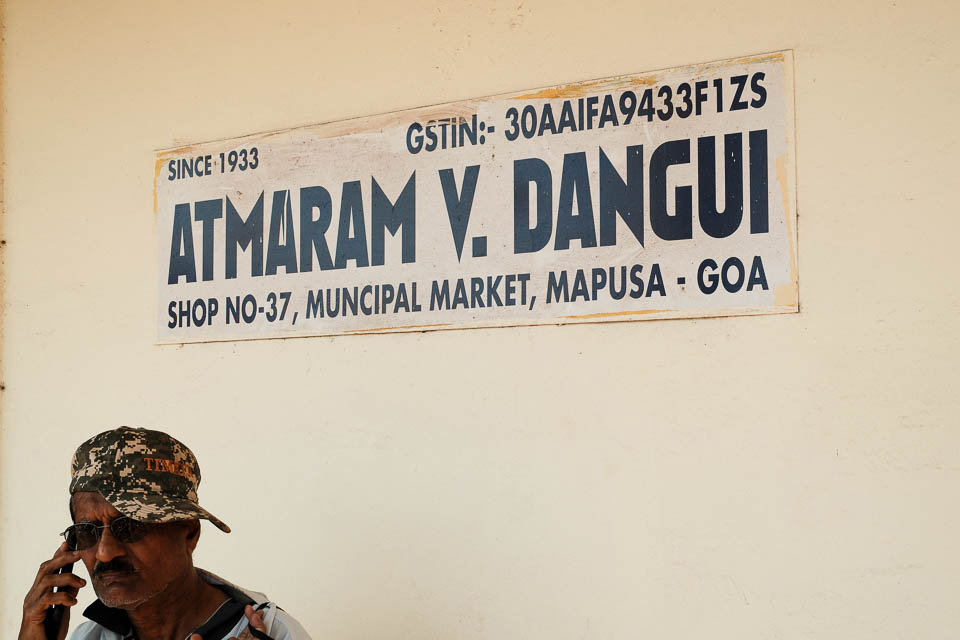 SINCE 1933
GSTIN:- 30AAIFA9433F1ZS
ATMARAM V. DANGUI
SHOP NO-37, MUNCIPAL MARKET, MAPUSA - GOA